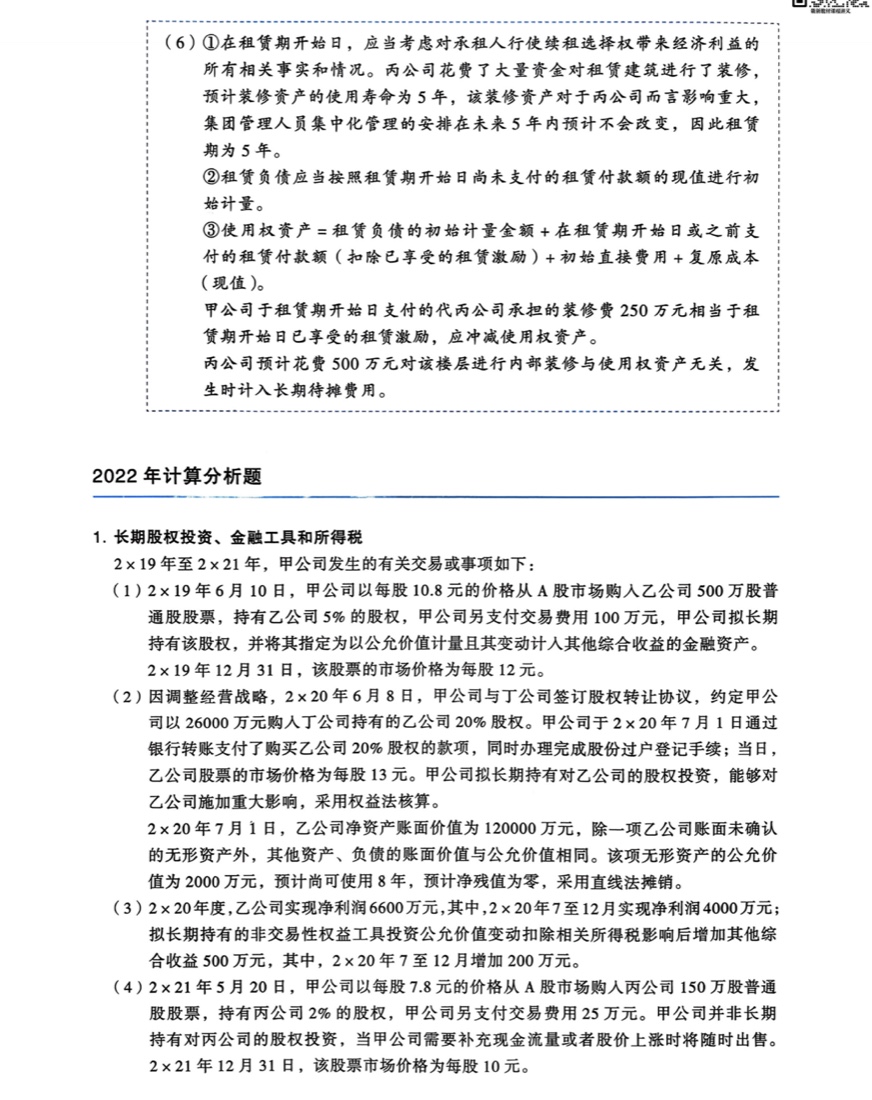 (6)①在租赁期开始日，应当考虑对承租人行使续租选择权带来经济利益的
所有相关事实和情况。丙公司花费了大量资金对租赁建筑进行了装修，
预计装修资产的使用寿命为5年，该装修资产对于丙公司而言影响重大，
集团管理人员集中化管理的安排在未来5年内预计不会改变，因此租赁
期为5年。
②租赁负债应当按照租赁期开始日尚未支付的租赁付款额的现值进行初
始计量。
③使用权资产=租赁负债的初始计量金额+在租赁期开始日或之前支
付的租赁付款额(扣除已享受的租赁激励)+初始直接费用+复原成本
(现值)。
甲公司于租赁期开始日支付的代丙公司承担的装修费250万元相当于租
赁期开始日已享受的租赁激励，应冲减使用权资产。
丙公司预计花费500万元对该楼层进行内部装修与使用权资产无关，发
生时计入长期待摊费用。
2022年计算分析题
1. 长期股权投资、金融工具和所得税
2×19年至2×21年，甲公司发生的有关交易或事项如下：
(1)2×19年6月10日，甲公司以每股10.8元的价格从A股市场购入乙公司500万股普
通股股票，持有乙公司5%的股权，甲公司另支付交易费用100万元，甲公司拟长期
持有该股权，并将其指定为以公允价值计量且其变动计入其他综合收益的金融资产。
2×19年12月31日，该股票的市场价格为每股12元。
(2)因调整经营战略，2×20年6月8日，甲公司与丁公司签订股权转让协议，约定甲公
司以26000万元购入丁公司持有的乙公司20%股权。甲公司于2×20年7月1日通过
银行转账支付了购买乙公司20%股权的款项，同时办理完成股份过户登记手续；当日，
乙公司股票的市场价格为每股13元。甲公司拟长期持有对乙公司的股权投资，能够对
乙公司施加重大影响，采用权益法核算。
2×20年7月1日，乙公司净资产账面价值为120000万元，除一项乙公司账面未确认
的无形资产外，其他资产、负债的账面价值与公允价值相同。该项无形资产的公允价
值为2000万元，预计尚可使用8年，预计净残值为零，采用直线法摊销。
(3)2×20年度，乙公司实现净利润6600万元，其中，2×20年7至12月实现净利润4000万元；
拟长期持有的非交易性权益工具投资公允价值变动扣除相关所得税影响后增加其他综
合收益500万元，其中，2×20年7至12月增加200万元。
(4)2×21年5月20日，甲公司以每股7.8元的价格从A股市场购入丙公司150万股普通
股股票，持有丙公司2%的股权，甲公司另支付交易费用25万元。甲公司并非长期
持有对丙公司的股权投资，当甲公司需要补充现金流量或者股价上涨时将随时出售。
2×21年12月31日，该股票市场价格为每股10元。